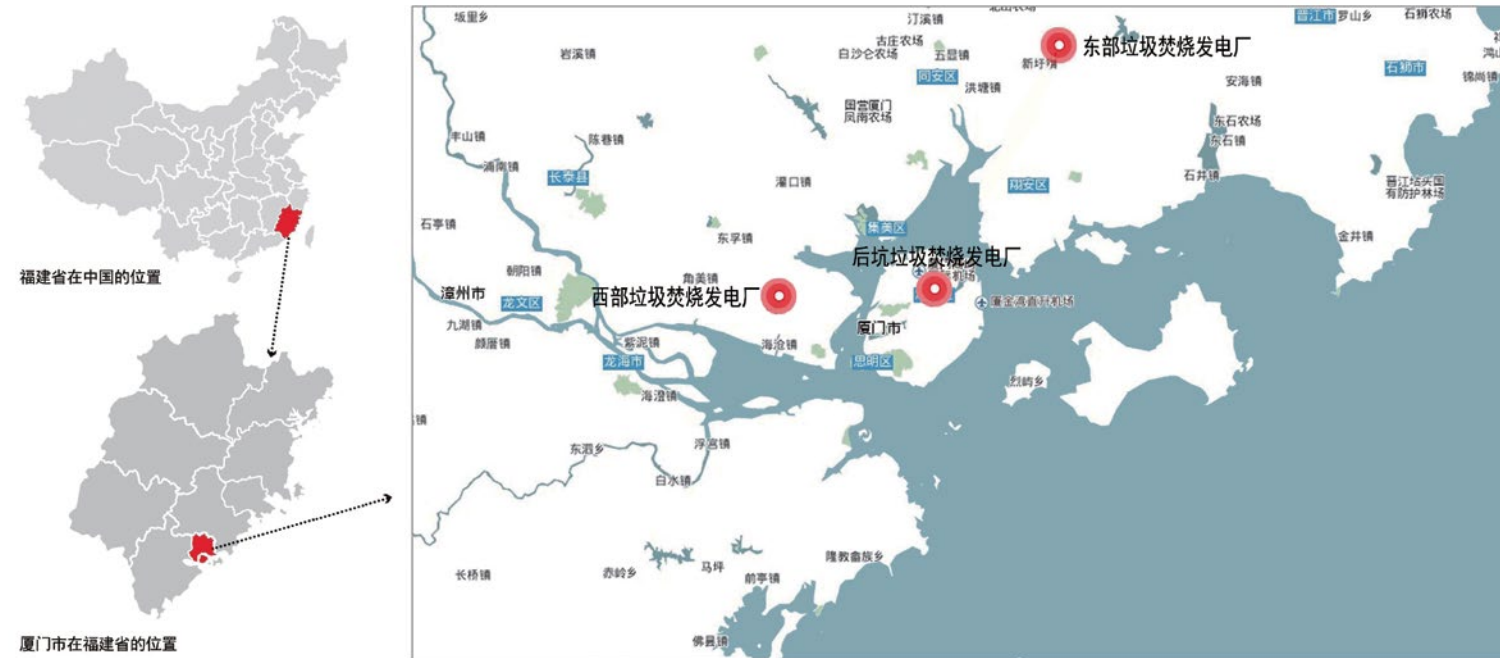 福建省在中国的位置
厦门市在福建省的位置
坂里乡
汀溪镇
晋江市
罗山乡
石狮农场
岩溪镇
古庄农场
白沙仑农场
五显镇
同安区
新圩镇
东部垃圾焚烧发电厂
石狮市
锦尚镇
安海镇
洪塘镇
国营厦门
凤南农场
丰山镇
陈巷镇
东石农场
东石镇
浦南镇
长泰县
灌口镇
翔安区
石井镇
有防护林场
石亭镇
集美区
东孚镇
金井镇
后坑垃圾焚烧发电厂
机场
朝阳镇
角美镇
漳州市
龙文区
西部垃圾焚烧发电厂
九湖镇
颜厝镇
紫泥镇
厦门市
海沧镇
龙海市
思明区
烈屿乡
海澄镇
镇
东泗乡
浮宫镇
白水镇
隆教畲族乡
长桥镇
赤岭乡
马坪
前亭镇
佛昙镇